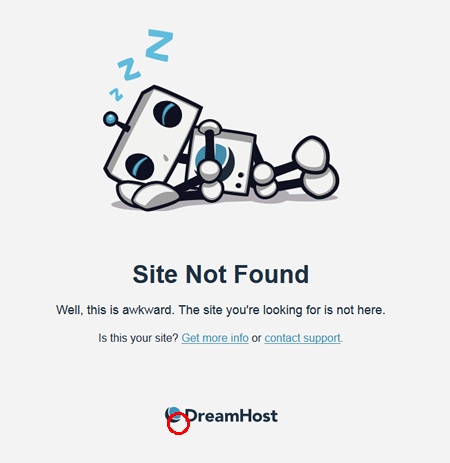 Z
Z
Z
Site Not Found
Well, this is awkward. The site you're looking for is not here.
Is this your site? Get more info or contact support.
DreamHost